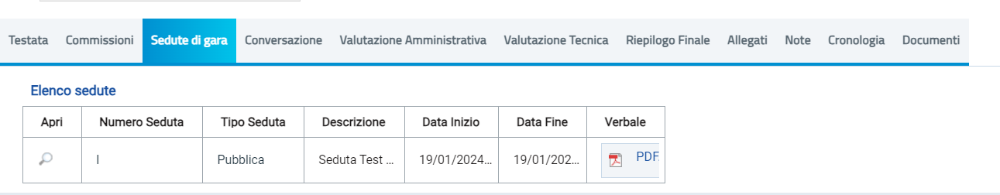 Testata Commissioni Sedute di gara Conversazione Valutazione Amministrativa Valutazione Tecnica Riepilogo Finale Allegati Note Cronologia Documenti
Elenco sedute
Apri Numero Seduta Tipo Seduta Descrizione Data Inizio Data Fine Verbale
I Pubblica Seduta Test ... 19/01/2024... 19/01/202... PDF